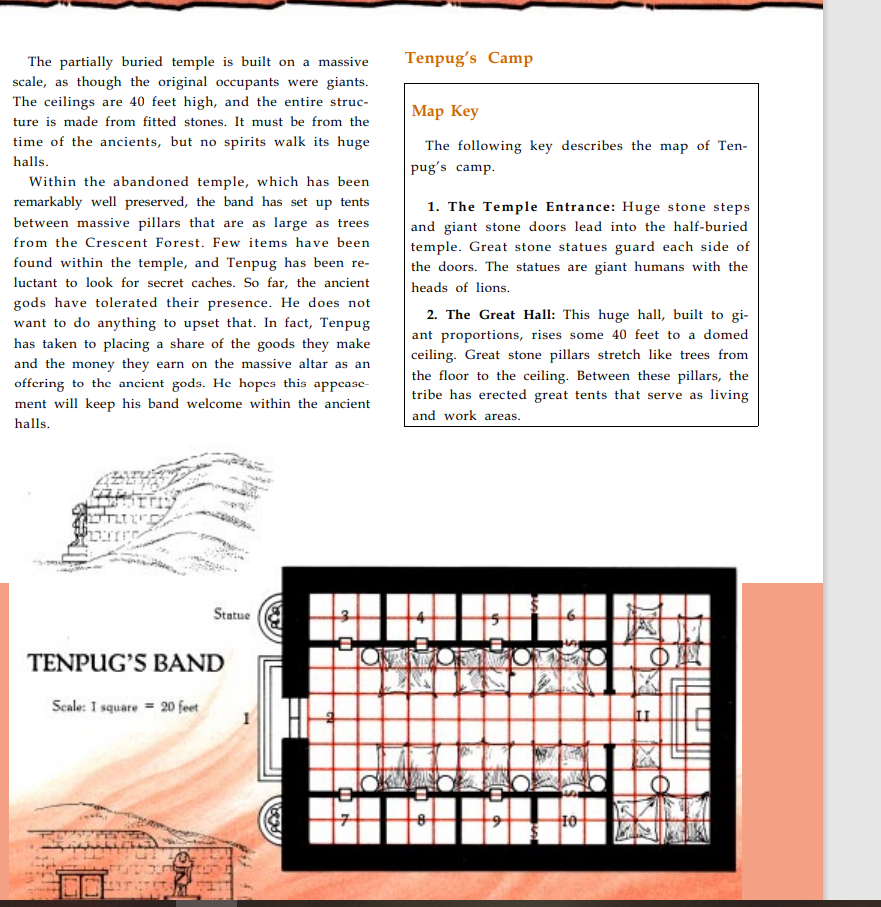 The partially buried temple is built on a massive
scale, as though the original occupants were giants.
The ceilings are 40 feet high, and the entire struc-
ture is made from fitted stones. It must be from the
time of the ancients, but no spirits walk its huge
halls.
Within the abandoned temple, which has been
remarkably well preserved, the band has set up tents
between massive pillars that are as large as trees
from the Crescent Forest. Few items have been
found within the temple, and Tenpug has been re-
luctant to look for secret caches. So far, the ancient
gods have tolerated their presence. He does not
want to do anything to upset that. In fact, Tenpug
has taken to placing a share of the goods they make
and the money they earn on the massive altar as an
offering to the ancient gods. He hopes this appease-
ment will keep his band welcome within the ancient
halls.
Tenpug's Camp
Map Key
The following key describes the map of Ten-
pug's camp.
1. The Temple Entrance: Huge stone steps
and giant stone doors lead into the half-buried
temple. Great stone statues guard each side of
the doors. The statues are giant humans with the
heads of lions.
2. The Great Hall: This huge hall, built to gi-
ant proportions, rises some 40 feet to a domed
ceiling. Great stone pillars stretch like trees from
the floor to the ceiling. Between these pillars, the
tribe has erected great tents that serve as living
and work areas.
Statue
TENPUG'S BAND
Scale: 1 square = 20 feet
3
4
5
S
6
S
1
2
11
7
8
9
S
S
10